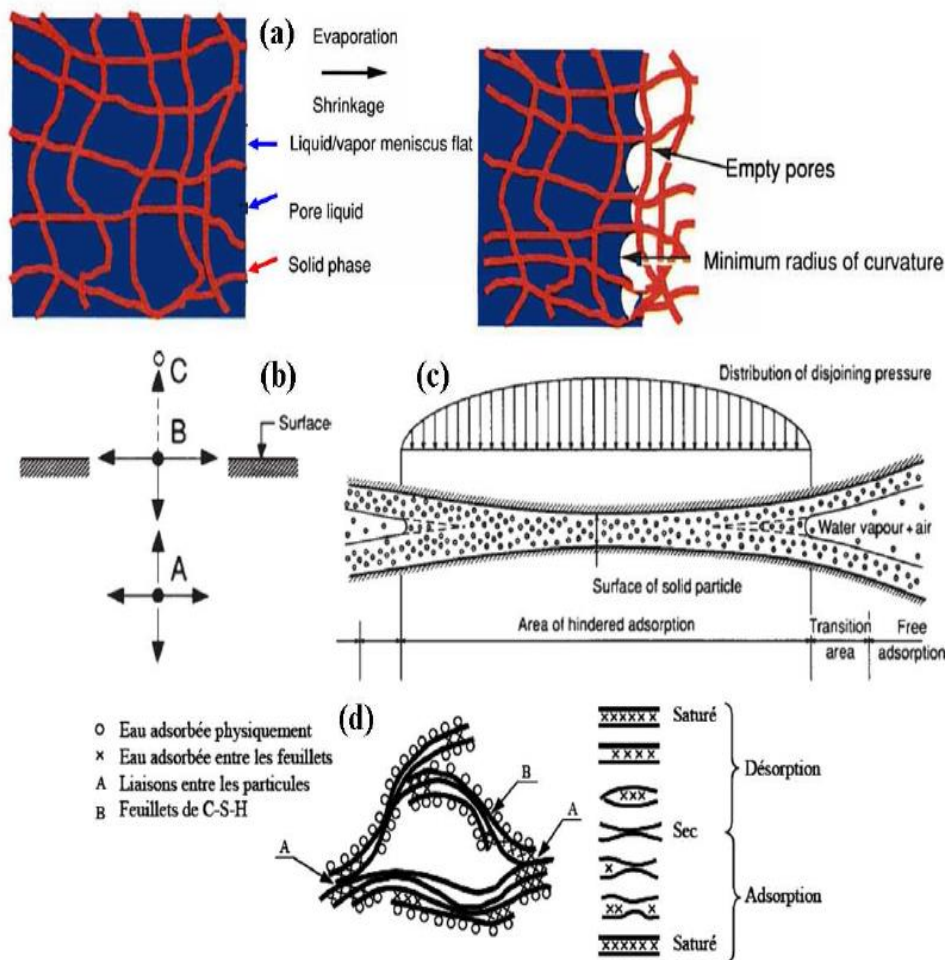 (a)
Evaporation
Shrinkage
Liquid/vapor meniscus flat
Pore liquid
Solid phase
Empty pores
Minimum radius of curvature
(b)
C
B
Surface
A
(c)
Distribution of disjoining pressure
Water vapour + air
Surface of solid particle
Area of hindered adsorption
Transition area
Free adsorption
(d)
o Eau adsorbée physiquement
x Eau adsorbée entre les feuillets
A Liaisons entre les particules
B Feuillets de C-S-H
B
A
A
Saturé
Désorption
Sec
Adsorption
Saturé